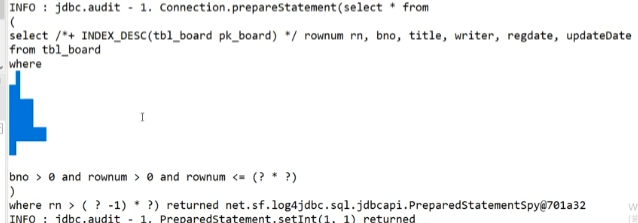 INFO : jdbc.audit - 1. Connection.prepareStatement(select * from
(
select /*+ INDEX_DESC(tbl_board pk_board) */ rownum rn, bno, title, writer, regdate, updateDate
from tbl_board
where
bno > 0 and rownum > 0 and rownum <= (? * ?)
)
where rn > ( ? -1) * ?) returned net.sf.log4jdbc.sql.jdbcapi.PreparedStatementSpy@701a32
INFO : jdbc.audit - 1. PreparedStatement.setInt(1, 1) returned